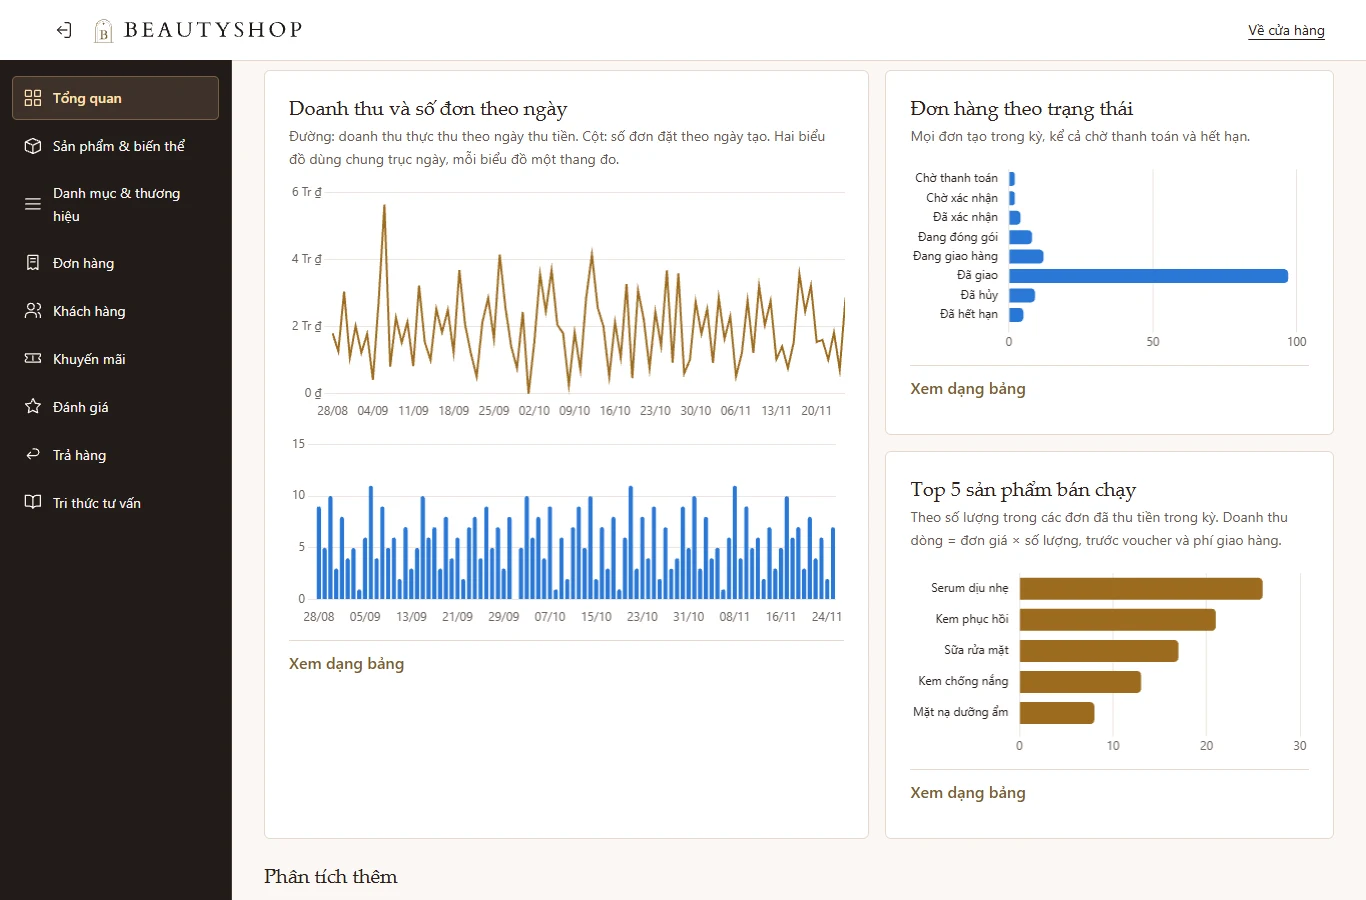 BEAUTYSHOP
Về cửa hàng
Tổng quan
Sản phẩm & biến thể
Danh mục & thương
hiệu
Đơn hàng
Khách hàng
Khuyến mãi
Đánh giá
Trả hàng
Tri thức tư vấn
Doanh thu và số đơn theo ngày
Đường: doanh thu thực thu theo ngày thu tiền. Cột: số đơn đặt theo ngày tạo. Hai biểu
đồ dùng chung trục ngày, mỗi biểu đồ một thang đo.
6 Tr đ
4 Tr đ
2 Tr đ
0 đ
28/08 04/09 11/09 18/09 25/09 02/10 09/10 16/10 23/10 30/10 06/11 13/11 20/11
15
10
5
0
28/08 05/09 13/09 21/09 29/09 07/10 15/10 23/10 31/10 08/11 16/11 24/11
Xem dạng bảng
Đơn hàng theo trạng thái
Mọi đơn tạo trong kỳ, kể cả chờ thanh toán và hết hạn.
Chờ thanh toán
Chờ xác nhận
Đã xác nhận
Đang đóng gói
Đang giao hàng
Đã giao
Đã hủy
Đã hết hạn
0 50 100
Xem dạng bảng
Top 5 sản phẩm bán chạy
Theo số lượng trong các đơn đã thu tiền trong kỳ. Doanh thu
dòng = đơn giá × số lượng, trước voucher và phí giao hàng.
Serum dịu nhẹ
Kem phục hồi
Sữa rửa mặt
Kem chống nắng
Mặt nạ dưỡng ẩm
0 10 20 30
Xem dạng bảng
Phân tích thêm